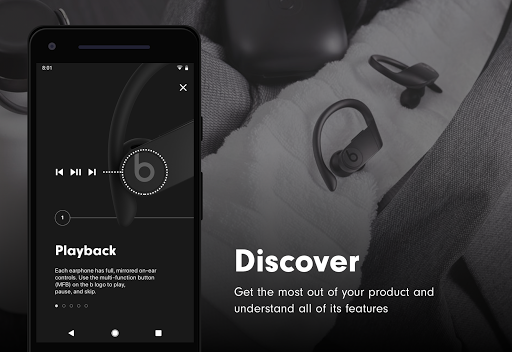 8:01
b
1
Playback
Each earphone has full, mirrored on-ear
controls. Use the multi-function button
(MFB) on the b logo to play,
pause, and skip.
Discover
Get the most out of your product and
understand all of its features